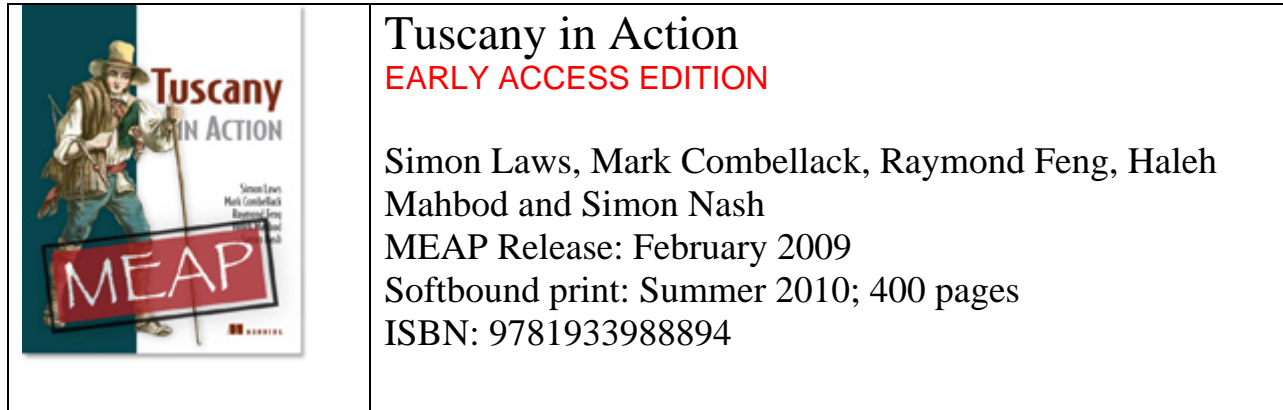 Tuscany
IN ACTION
Simon Laws
Mark Combellack
Raymond Feng
MEAP
MANNING
Tuscany in Action
EARLY ACCESS EDITION
Simon Laws, Mark Combellack, Raymond Feng, Haleh
Mahbod and Simon Nash
MEAP Release: February 2009
Softbound print: Summer 2010; 400 pages
ISBN: 9781933988894